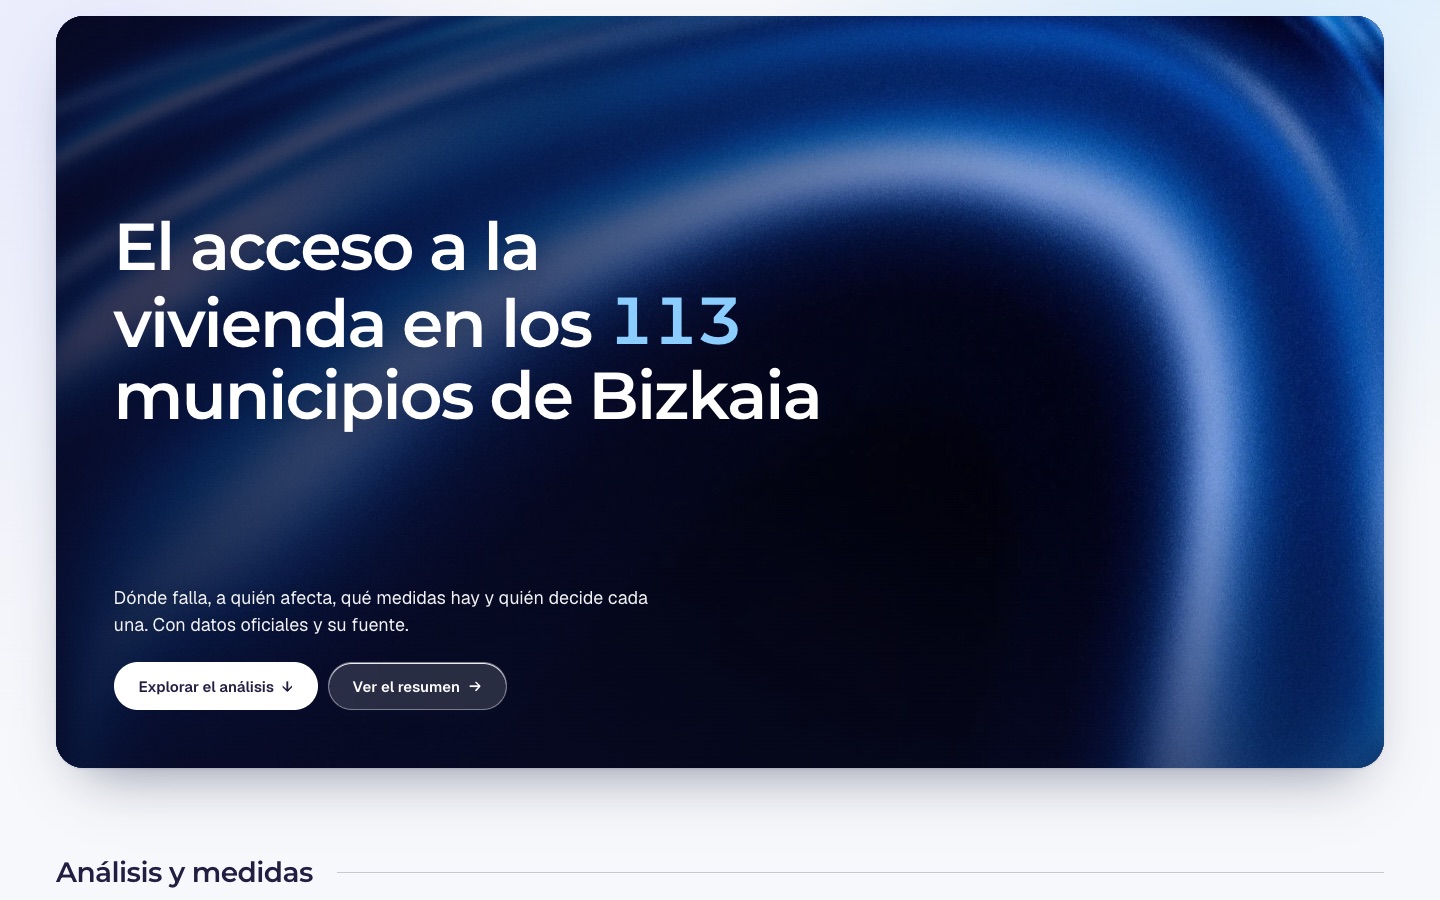 El acceso a la
vivienda en los 113
municipios de Bizkaia
Dónde falla, a quién afecta, qué medidas hay y quién decide cada
una. Con datos oficiales y su fuente.
Explorar el análisis ↓
Ver el resumen →
Análisis y medidas